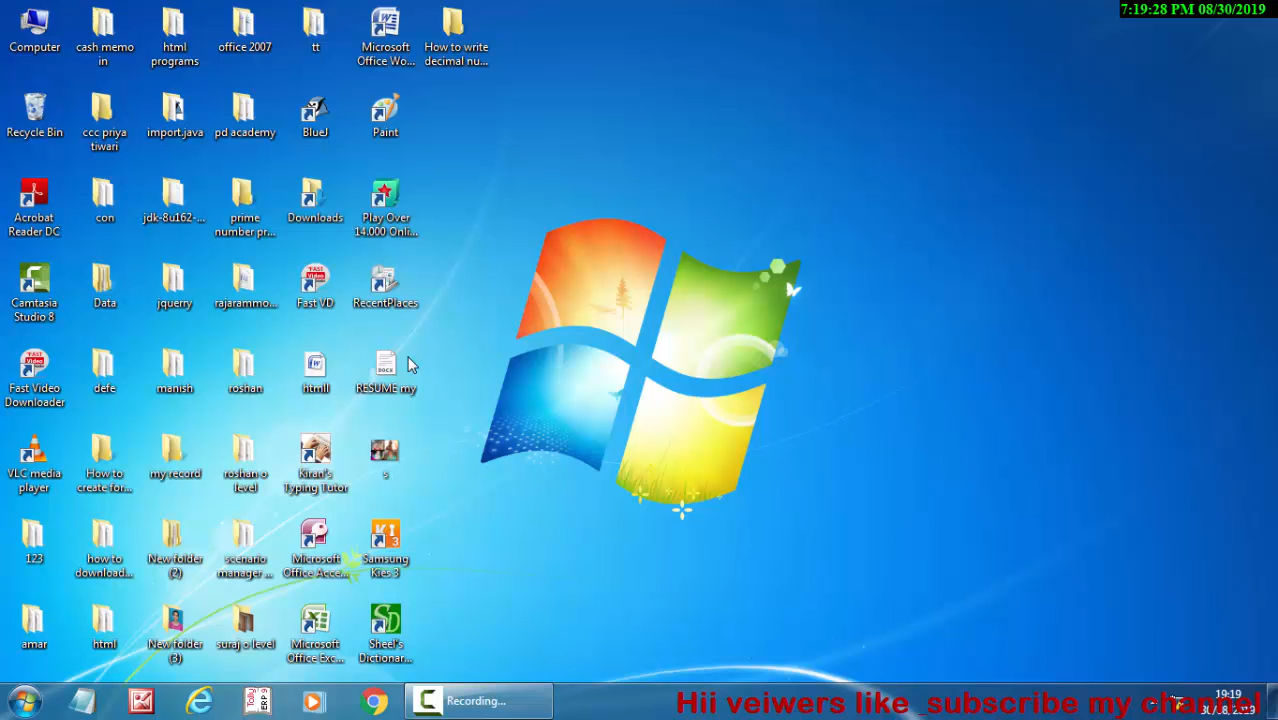 7:19:28 PM 08/30/2019
Computer
cash memo
in
html
programs
office 2007
tt
Microsoft
Office Wo...
How to write
decimal nu...
Recycle Bin
ccc priya
tiwari
import.java
pd academy
BlueJ
Paint
Acrobat
Reader DC
con
jdk-8u162-...
prime
number pr...
Downloads
Play Over
14.000 Onli...
Camtasia
Studio 8
Data
jquerry
rajarammo...
Fast VD
RecentPlaces
Fast Video
Downloader
defe
manish
roshan
htmll
RESUME my
VLC media
player
How to
create for...
my record
roshan o
level
Kiran's
Typing Tutor
s
123
how to
download...
New folder
(2)
scenario
manager ...
Microsoft
Office Acce...
Samsung
Kies 3
amar
html
New folder
(3)
suraj o level
Microsoft
Office Exc...
Sheel's
Dictionar...
Recording...
Hii veiwers like _subscribe my channel
19:19
30/08/2019